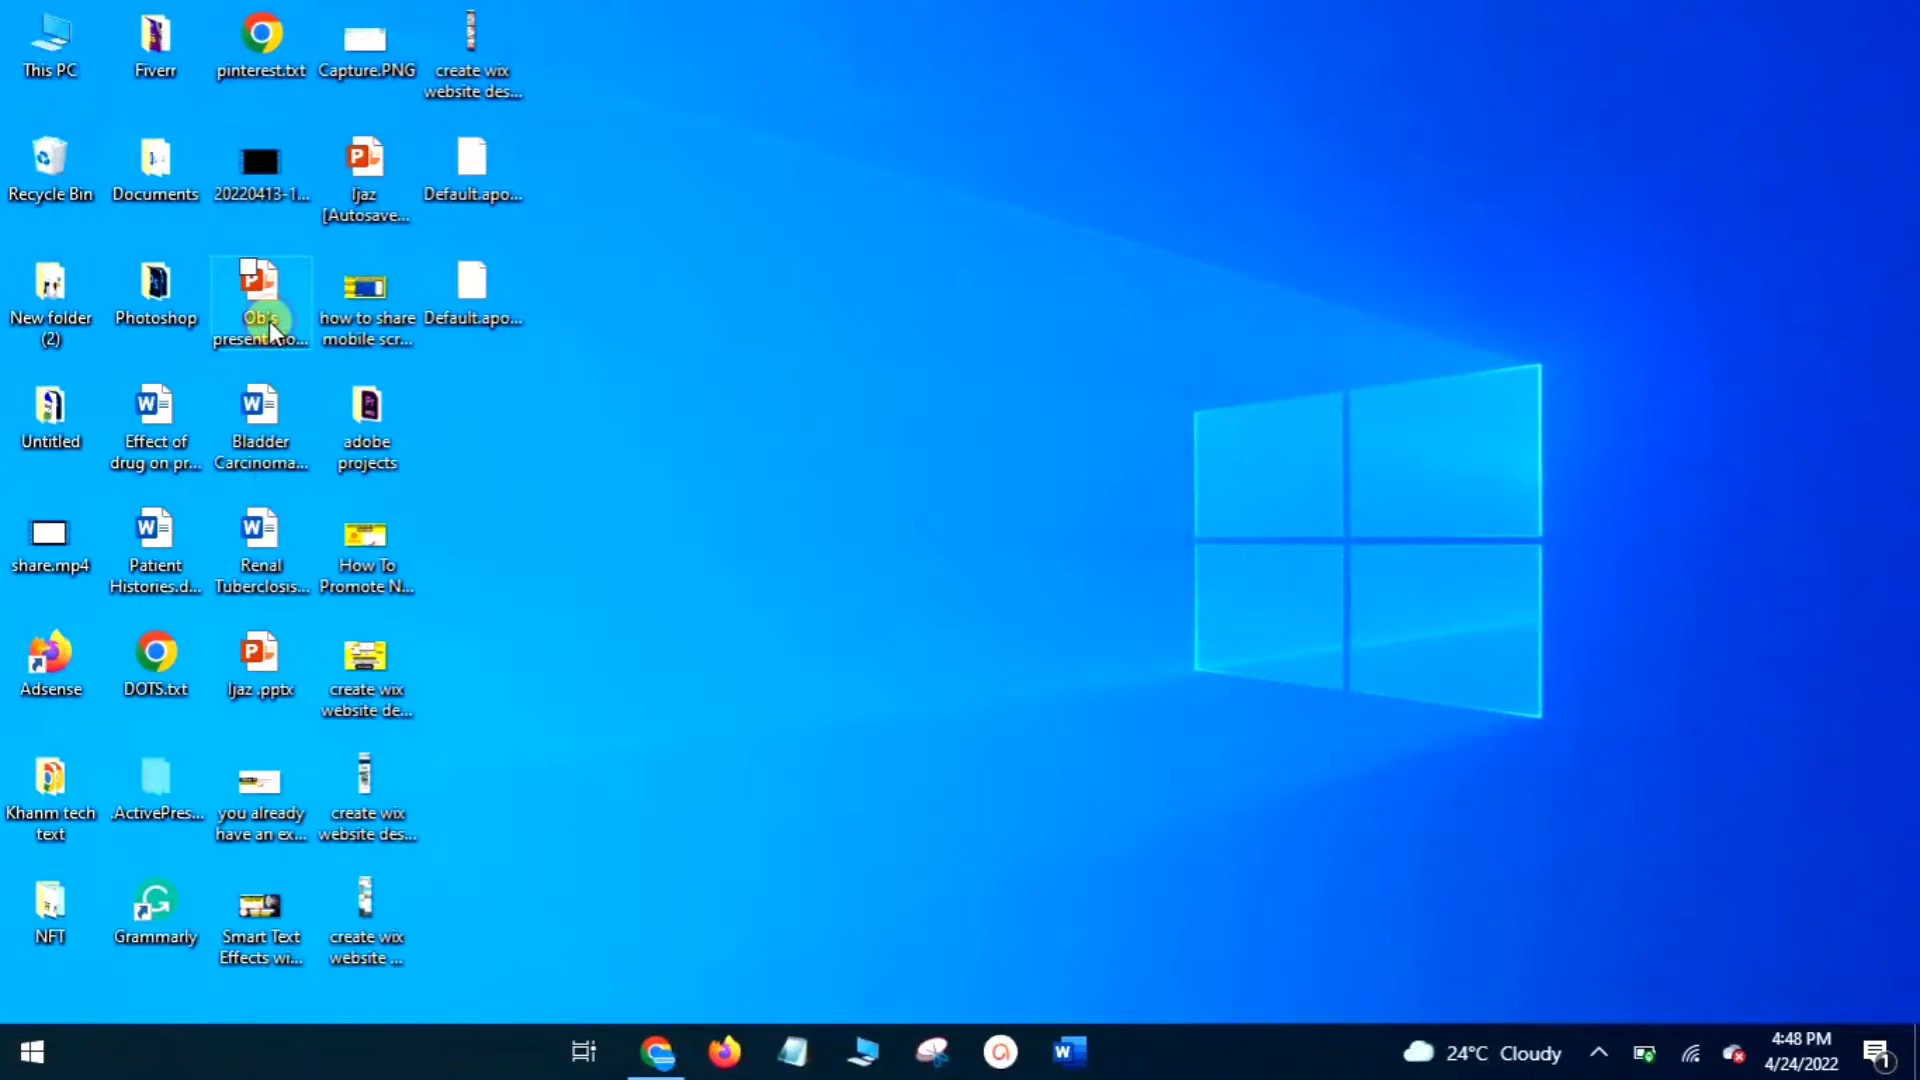 This PC
Fiverr
pinterest.txt
Capture.PNG
create wix
website des...
Recycle Bin
Documents
20220413-1...
Ijaz
[Autosave...
Default.apo...
New folder
(2)
Photoshop
how to share
mobile scr...
Default.apo...
Untitled
Effect of
drug on pr...
Bladder
Carcinoma...
adobe
projects
share.mp4
Patient
Histories.d...
Renal
Tuberclosis...
How To
Promote N...
Adsense
DOTS.txt
Ijaz .pptx
create wix
website de...
Khanm tech
text
.ActivePres...
you already
have an ex...
create wix
website des...
NFT
Grammarly
Smart Text
Effects wi...
create wix
website ...
24°C Cloudy
4:48 PM
4/24/2022
1